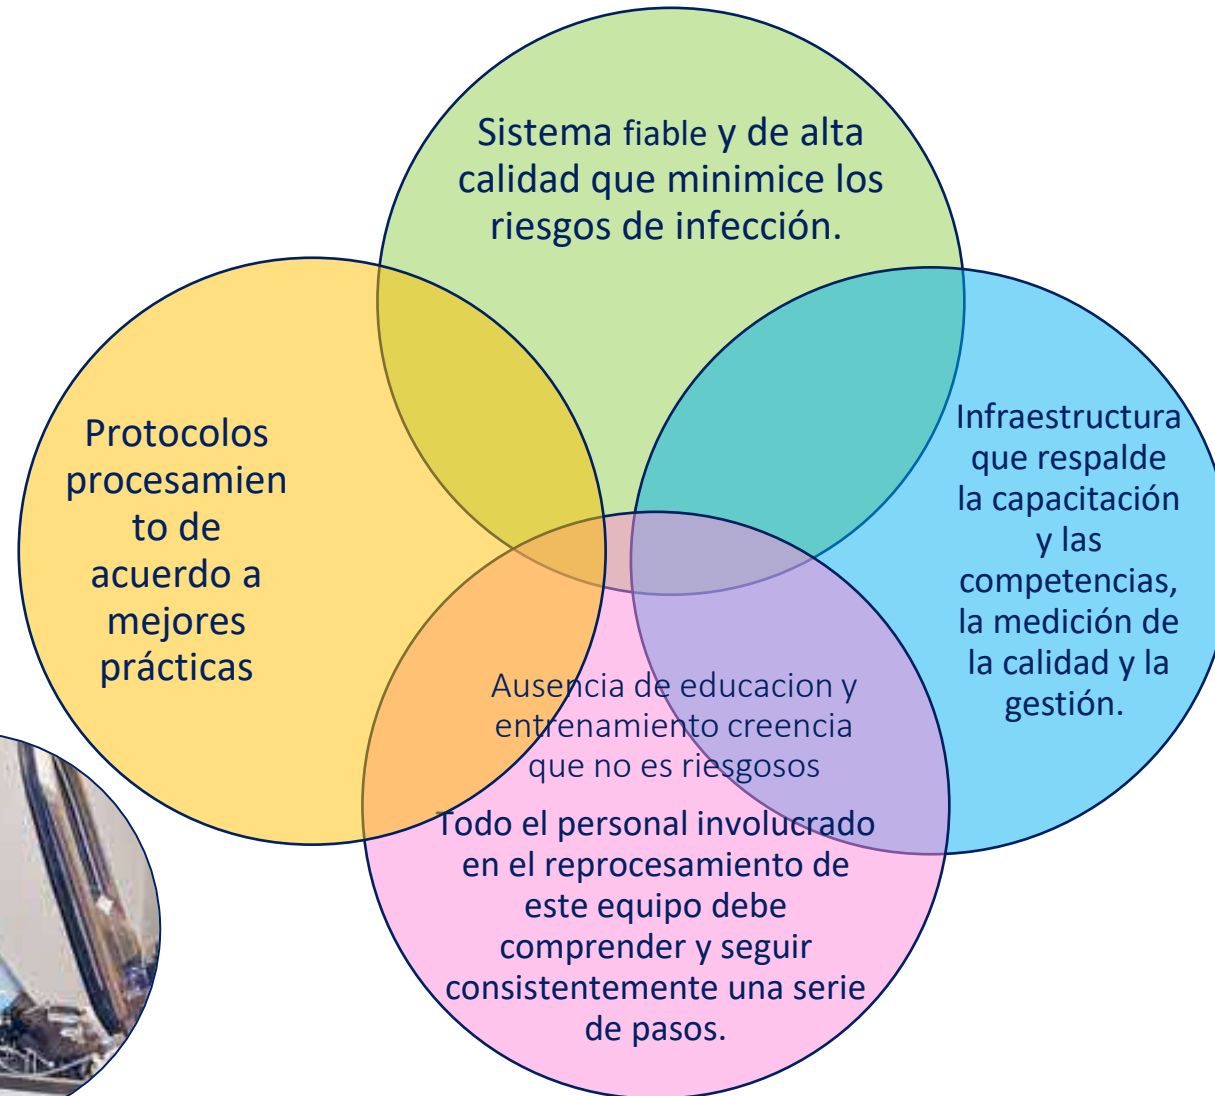 Sistema fiable y de alta
calidad que minimice los
riesgos de infección.
Protocolos
procesamien
to de
acuerdo a
mejores
prácticas
Infraestructura
que respalde
la capacitación
y las
competencias,
la medición de
la calidad y la
gestión.
Ausencia de educacion y
entrenamiento creencia
que no es riesgosos
Todo el personal involucrado
en el reprocesamiento de
este equipo debe
comprender y seguir
consistentemente una serie
de pasos.